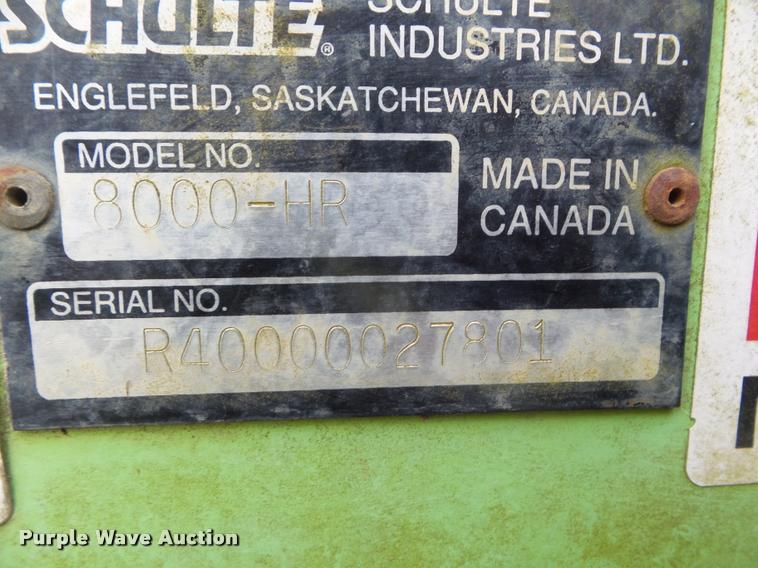 SCHULTE®
SCHULTE
INDUSTRIES LTD.
ENGLEFELD, SASKATCHEWAN, CANADA.
MODEL NO.
8000-HR
MADE IN
CANADA
SERIAL NO.
R40000027801
Purple Wave Auction